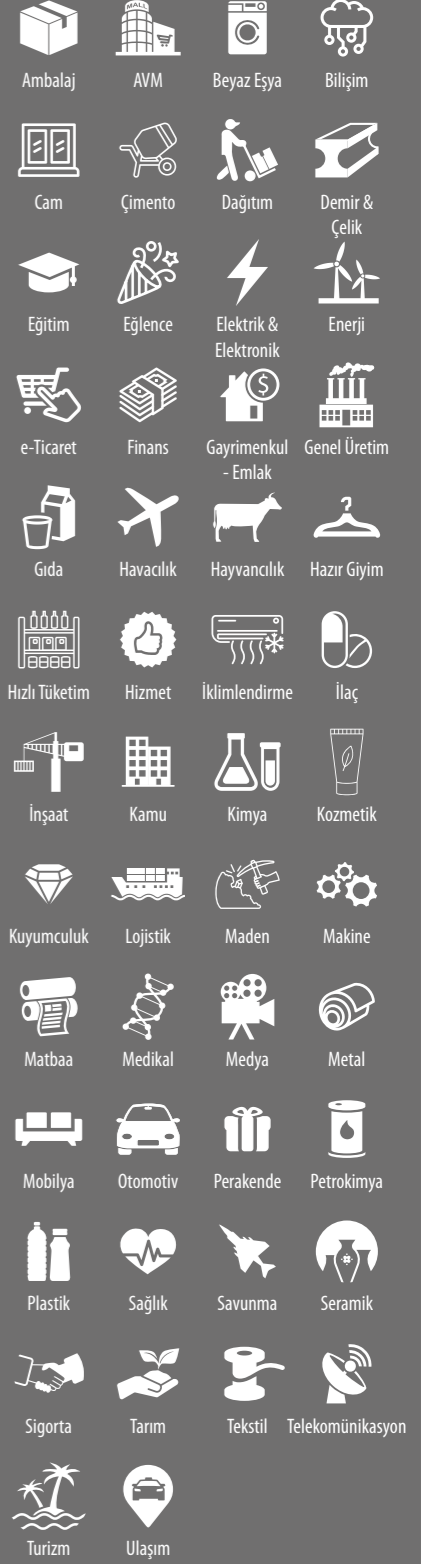 MALL
Ambalaj
AVM
Beyaz Eşya
Bilişim
Cam
Çimento
Dağıtım
Demir &
Çelik
Eğitim
Eğlence
Elektrik &
Elektronik
Enerji
e-Ticaret
Finans
Gayrimenkul
- Emlak
Genel Üretim
Gıda
Havacılık
Hayvancılık
Hazır Giyim
Hızlı Tüketim
Hizmet
İklimlendirme
İlaç
İnşaat
Kamu
Kimya
Kozmetik
Kuyumculuk
Lojistik
Maden
Makine
Matbaa
Medikal
Medya
Metal
Mobilya
Otomotiv
Perakende
Petrokimya
Plastik
Sağlık
Savunma
Seramik
Sigorta
Tarım
Tekstil
Telekomünikasyon
Turizm
Ulaşım